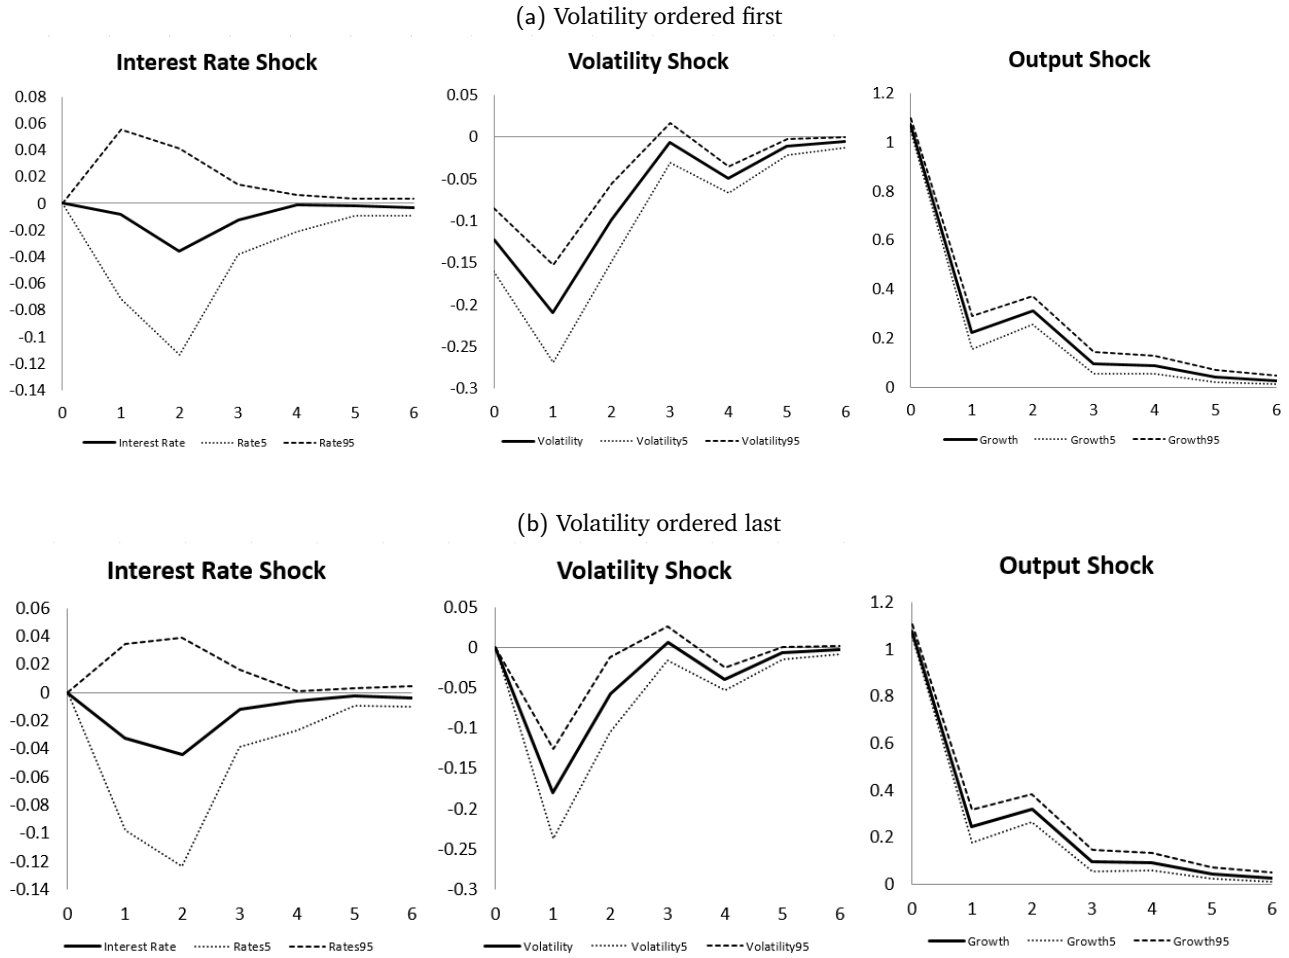 (a) Volatility ordered first
Interest Rate Shock
0.08
0.06
0.04
0.02
0
-0.02
-0.04
-0.06
-0.08
-0.1
-0.12
-0.14
0 1 2 3 4 5 6
Interest Rate Rate5 Rate95
Volatility Shock
0.05
0
-0.05
-0.1
-0.15
-0.2
-0.25
-0.3
0 1 2 3 4 5 6
Volatility Volatility5 Volatility95
Output Shock
1.2
1
0.8
0.6
0.4
0.2
0
0 1 2 3 4 5 6
Growth Growth5 Growth95
(b) Volatility ordered last
Interest Rate Shock
0.06
0.04
0.02
0
-0.02
-0.04
-0.06
-0.08
-0.1
-0.12
-0.14
0 1 2 3 4 5 6
Interest Rate Rates5 Rates95
Volatility Shock
0.05
0
-0.05
-0.1
-0.15
-0.2
-0.25
-0.3
0 1 2 3 4 5 6
Volatility Volatility5 Volatility95
Output Shock
1.2
1
0.8
0.6
0.4
0.2
0
0 1 2 3 4 5 6
Growth Growth5 Growth95